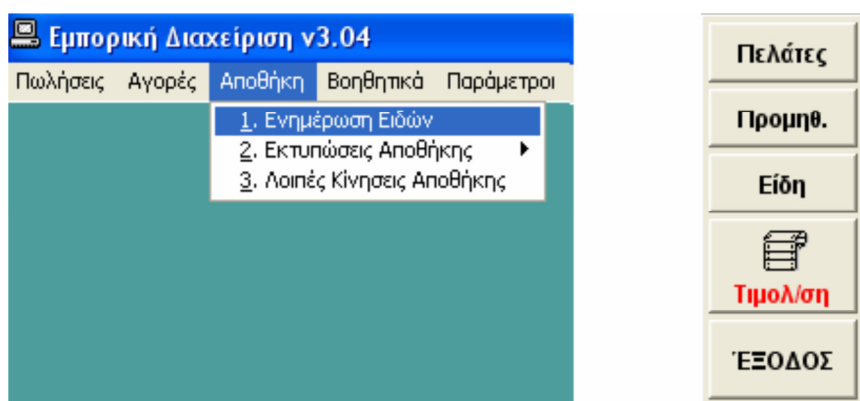 Εμπορική Διαχείριση v3.04
Πωλήσεις Αγορές Αποθήκη Βοηθητικά Παράμετροι
1. Ενημέρωση Ειδών
2. Εκτυπώσεις Αποθήκης
3. Λοιπές Κίνησεις Αποθήκης
Πελάτες
Προμηθ.
Είδη
Τιμολ/ση
ΈΞΟΔΟΣ